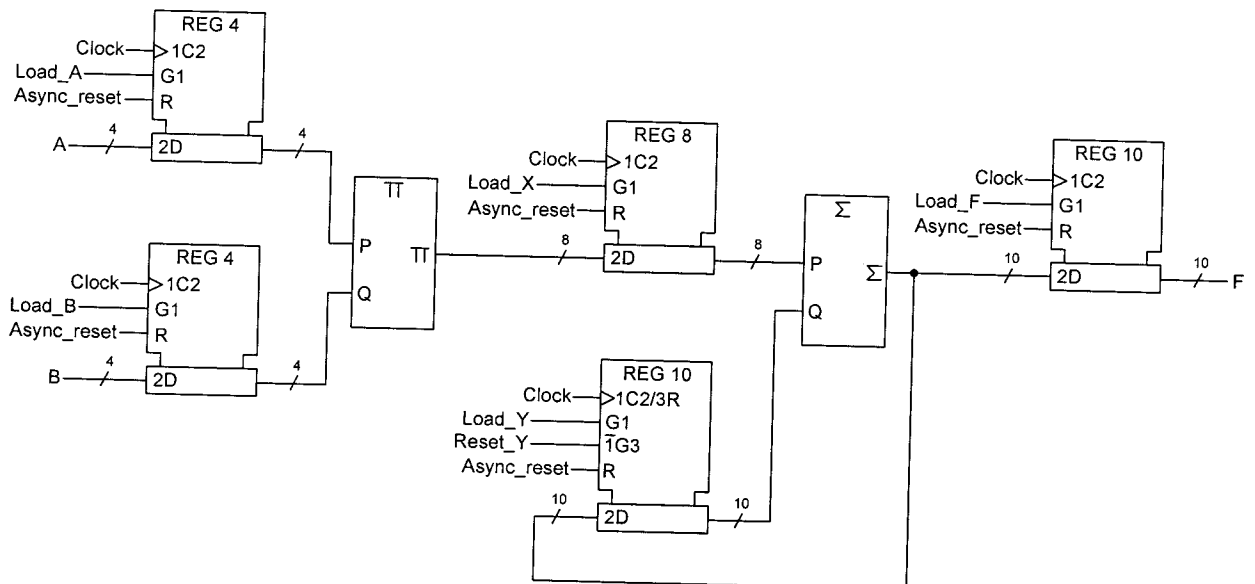 REG 4
Clock
1C2
Load_A
G1
Async_reset
R
A
4
2D
4
REG 4
Clock
1C2
Load_B
G1
Async_reset
R
B
4
2D
4
Π
P
Π
Q
8
REG 8
Clock
1C2
Load_X
G1
Async_reset
R
2D
8
Σ
P
Σ
Q
REG 10
Clock
1C2/3R
Load_Y
G1
Reset_Y
1̅G3
Async_reset
R
10
2D
10
REG 10
Clock
1C2
Load_F
G1
Async_reset
R
10
2D
10
F